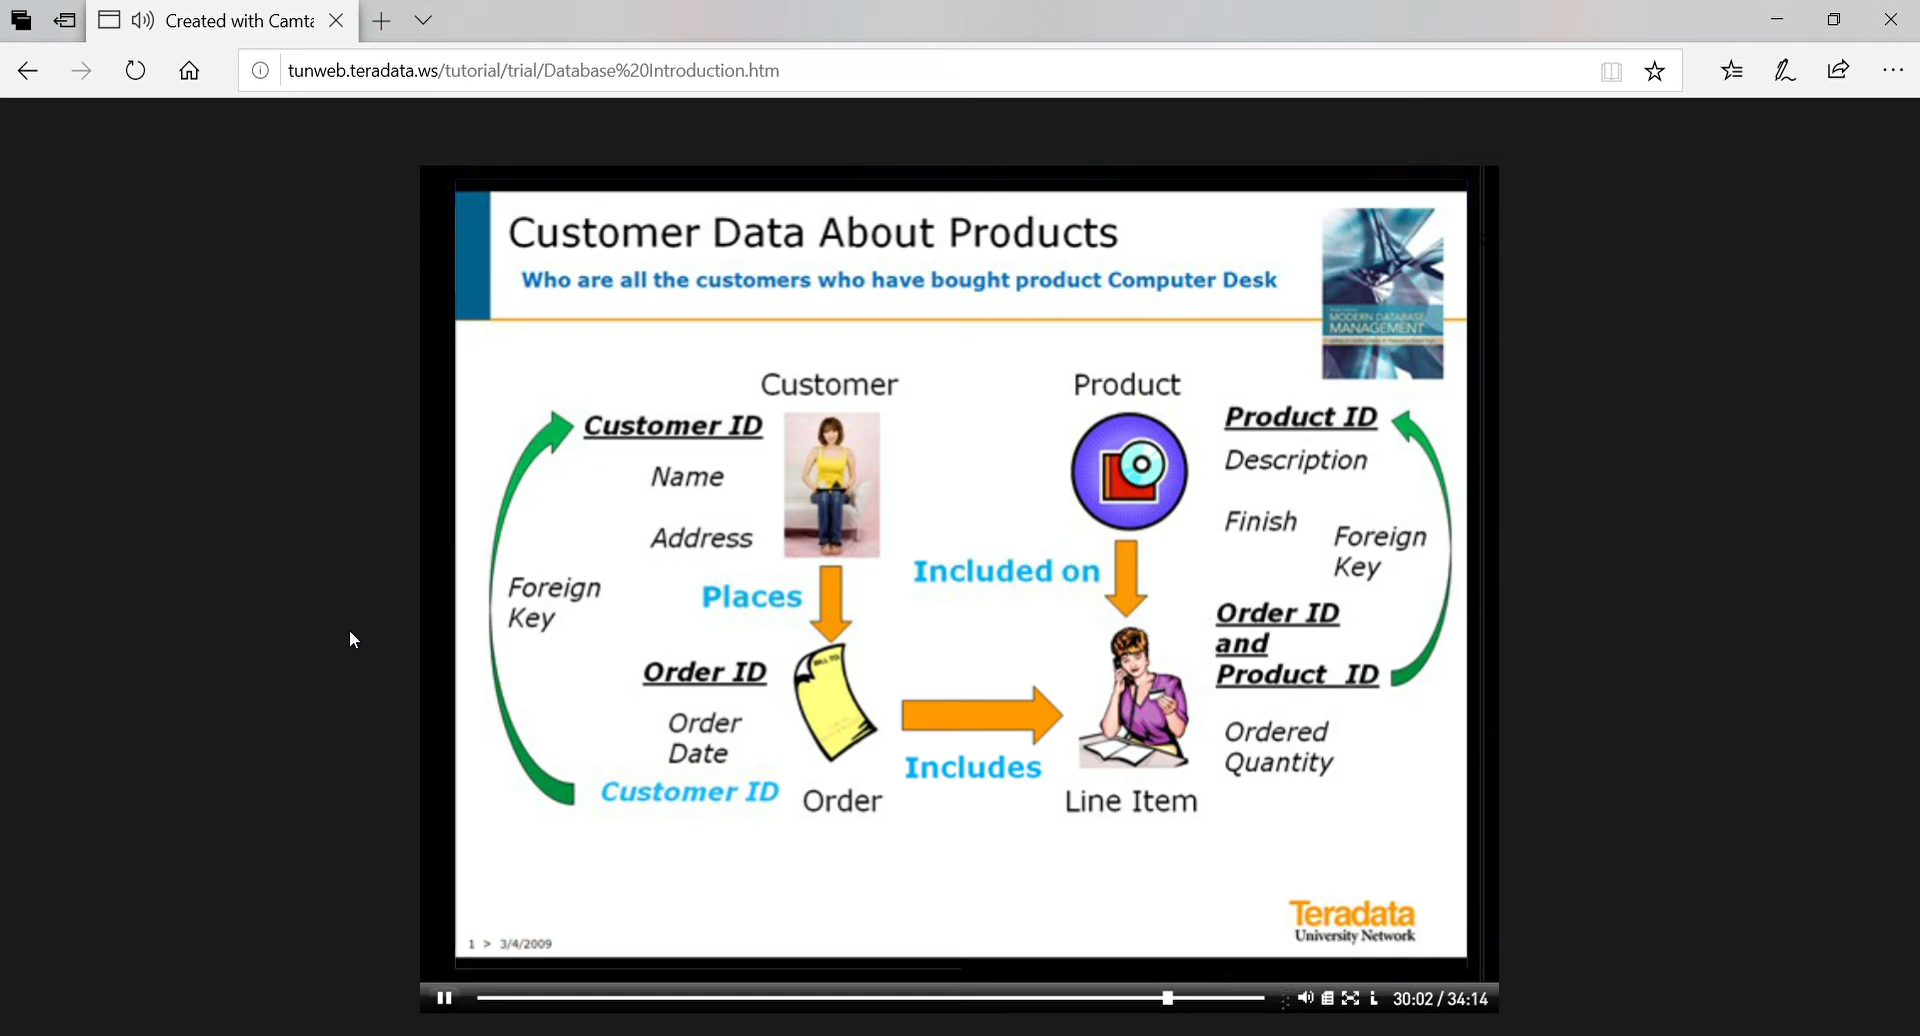 Created with Camta
tunweb.teradata.ws/tutorial/trial/Database%20Introduction.htm
Customer Data About Products
Who are all the customers who have bought product Computer Desk
MODERN DATABASE
MANAGEMENT
Customer
Product
Customer ID
Name
Address
Product ID
Description
Finish
Foreign
Key
Foreign
Key
Places
Included on
Order ID
Order
Date
Customer ID
Order
BILL TO:
Includes
Order ID
and
Product ID
Ordered
Quantity
Line Item
Teradata
University Network
1 > 3/4/2009
30:02 / 34:14